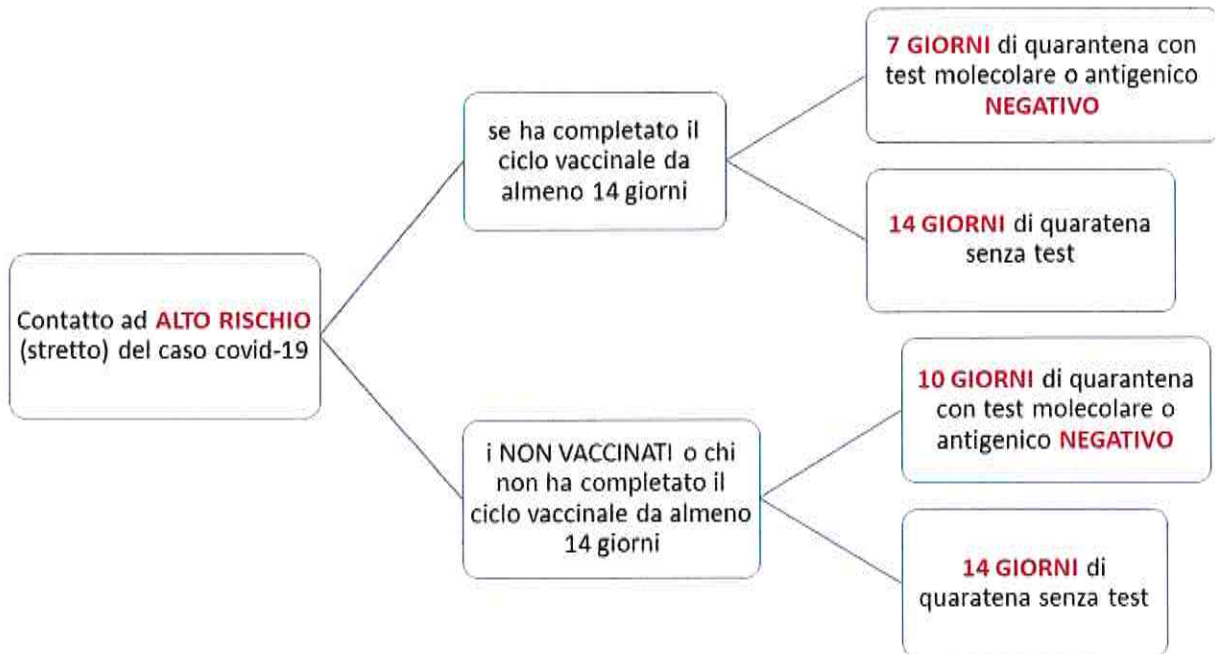 Contatto ad ALTO RISCHIO
(stretto) del caso covid-19
se ha completato il
ciclo vaccinale da
almeno 14 giorni
7 GIORNI di quarantena con
test molecolare o antigenico
NEGATIVO
14 GIORNI di quaratena
senza test
i NON VACCINATI o chi
non ha completato il
ciclo vaccinale da almeno
14 giorni
10 GIORNI di quarantena
con test molecolare o
antigenico NEGATIVO
14 GIORNI di
quaratena senza test